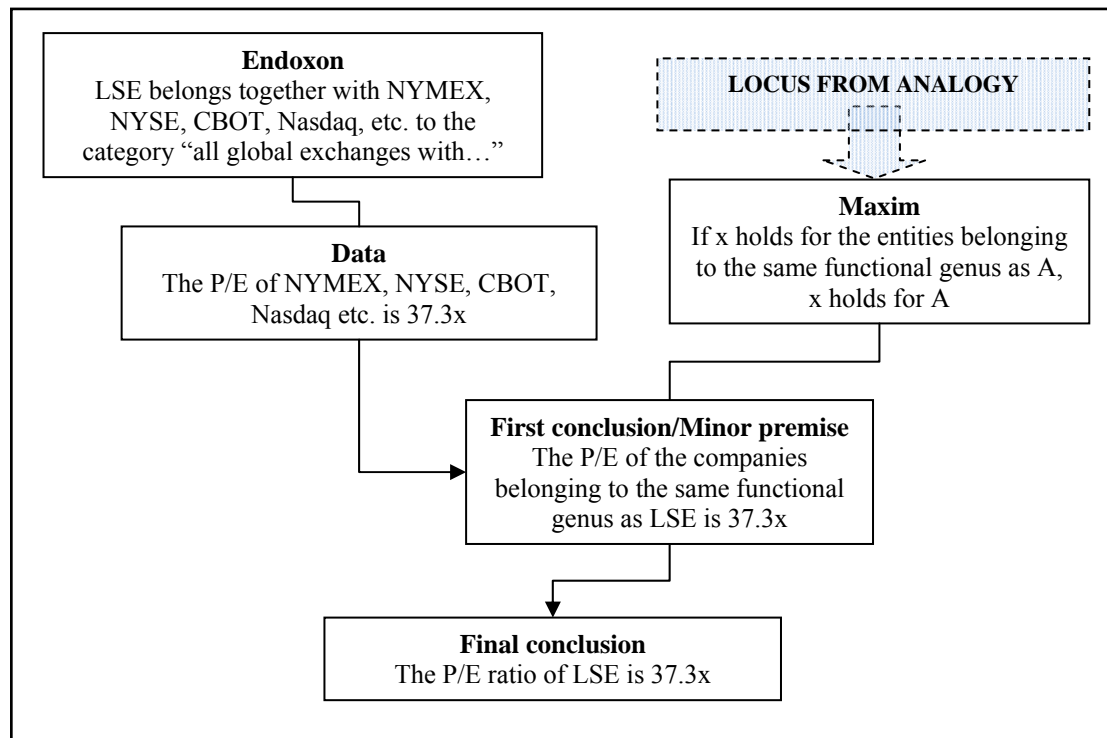 Endoxon
LSE belongs together with NYMEX,
NYSE, CBOT, Nasdaq, etc. to the
category “all global exchanges with…”
LOCUS FROM ANALOGY
Data
The P/E of NYMEX, NYSE, CBOT,
Nasdaq etc. is 37.3x
Maxim
If x holds for the entities belonging
to the same functional genus as A,
x holds for A
First conclusion/Minor premise
The P/E of the companies
belonging to the same functional
genus as LSE is 37.3x
Final conclusion
The P/E ratio of LSE is 37.3x